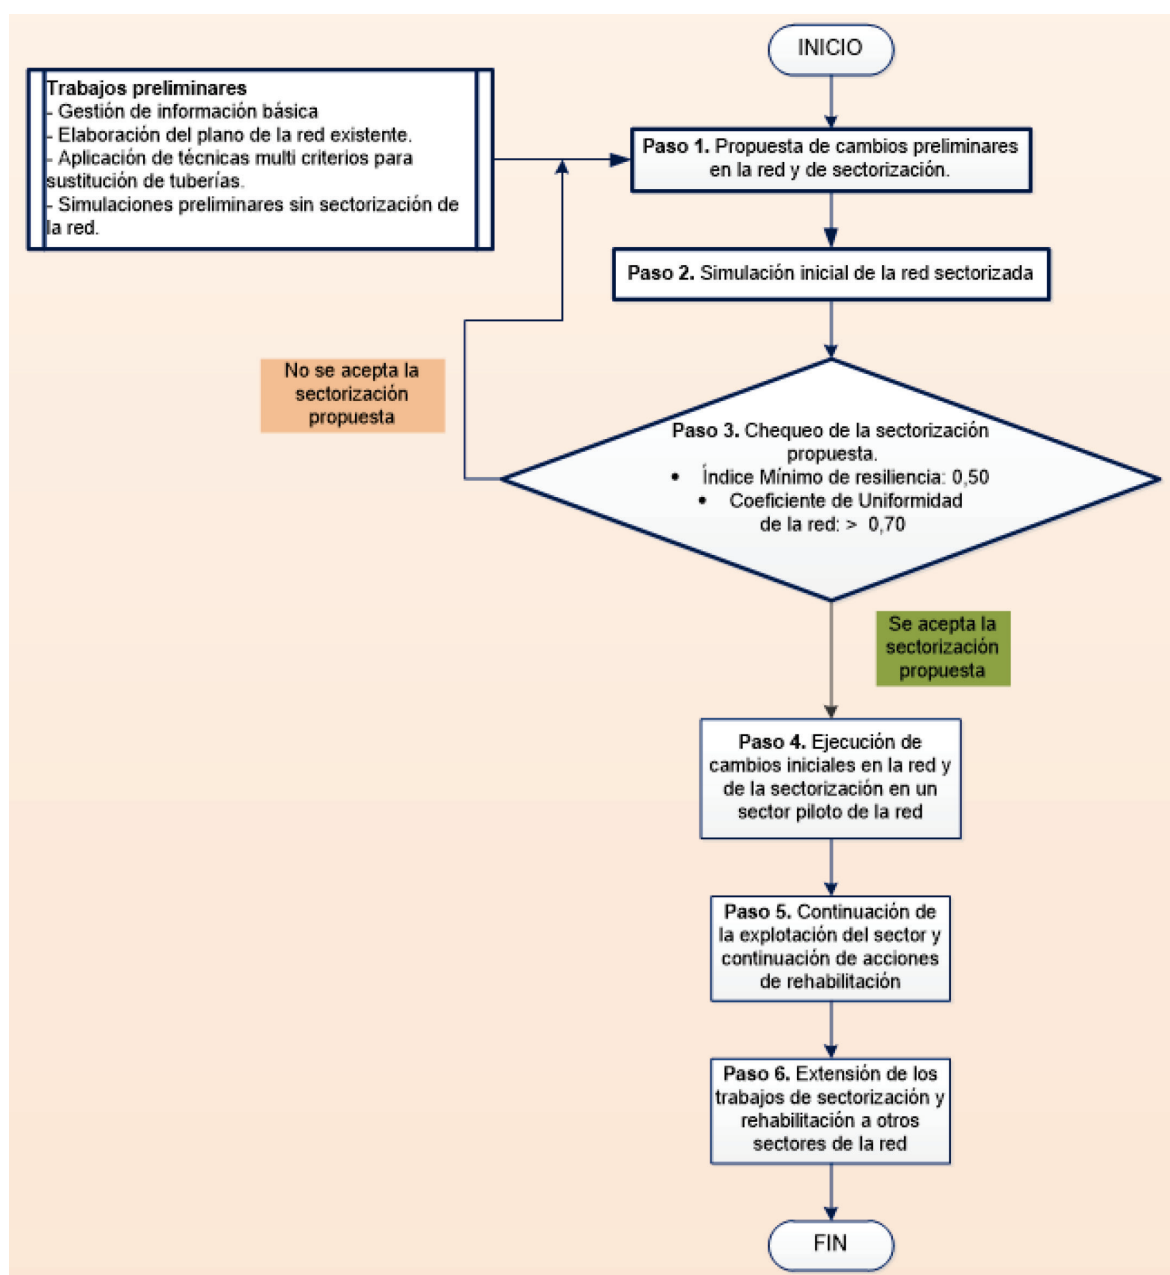 INICIO
Trabajos preliminares
- Gestión de información básica
- Elaboración del plano de la red existente.
- Aplicación de técnicas multi criterios para
sustitución de tuberías.
- Simulaciones preliminares sin sectorización de
la red.
Paso 1. Propuesta de cambios preliminares
en la red y de sectorización.
Paso 2. Simulación inicial de la red sectorizada
No se acepta la
sectorización
propuesta
Paso 3. Chequeo de la sectorización
propuesta.
• Índice Mínimo de resiliencia: 0,50
• Coeficiente de Uniformidad
de la red: > 0,70
Se acepta la
sectorización
propuesta
Paso 4. Ejecución de
cambios iniciales en la red y
de la sectorización en un
sector piloto de la red
Paso 5. Continuación de
la explotación del sector y
continuación de acciones
de rehabilitación
Paso 6. Extensión de los
trabajos de sectorización y
rehabilitación a otros
sectores de la red
FIN